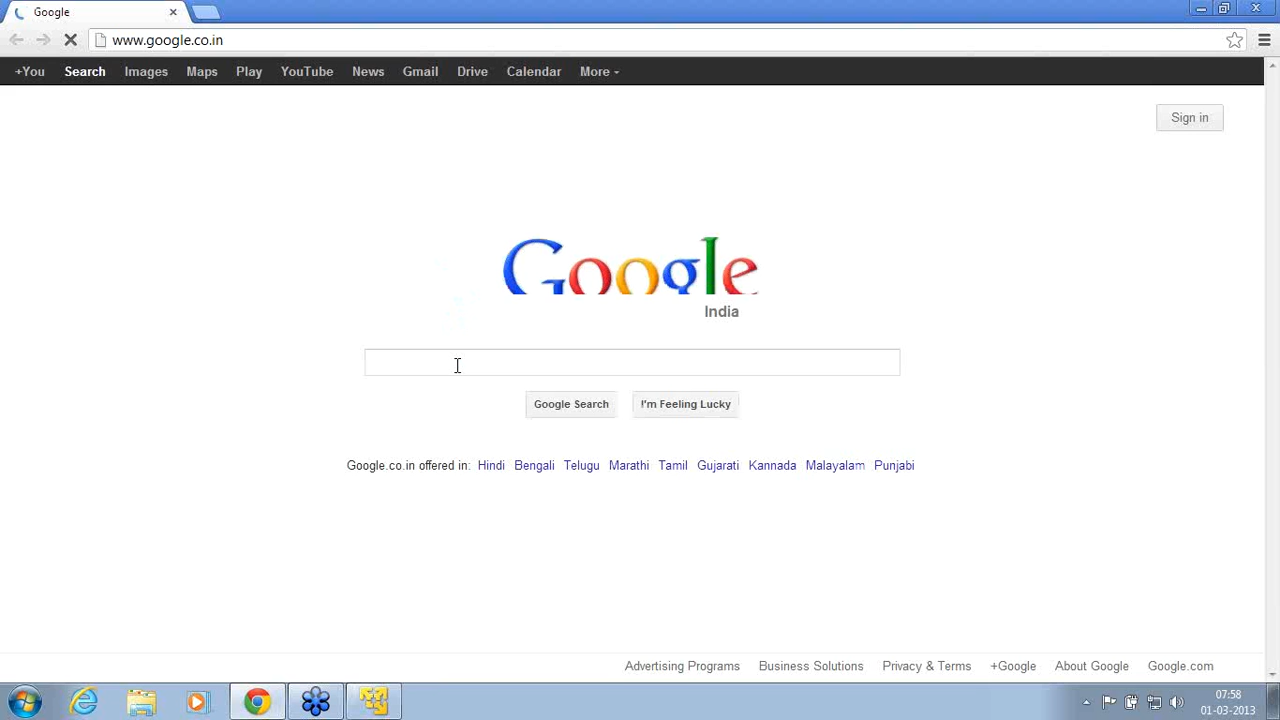 Google
www.google.co.in
+You Search Images Maps Play YouTube News Gmail Drive Calendar More
Sign in
Google
India
Google Search I'm Feeling Lucky
Google.co.in offered in: Hindi Bengali Telugu Marathi Tamil Gujarati Kannada Malayalam Punjabi
Advertising Programs Business Solutions Privacy & Terms +Google About Google Google.com
07:58
01-03-2013